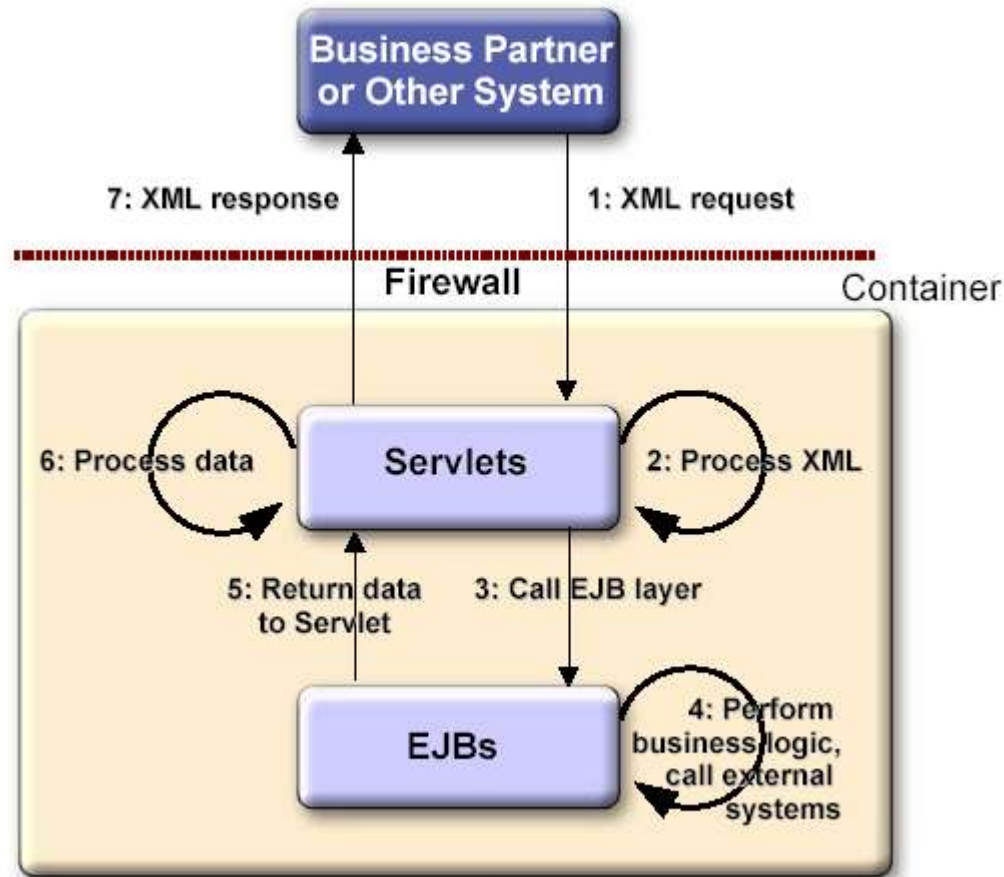 Business Partner
or Other System
7: XML response
1: XML request
Firewall
Container
6: Process data
Servlets
2: Process XML
5: Return data
to Servlet
3: Call EJB layer
EJBs
4: Perform
business logic,
call external
systems